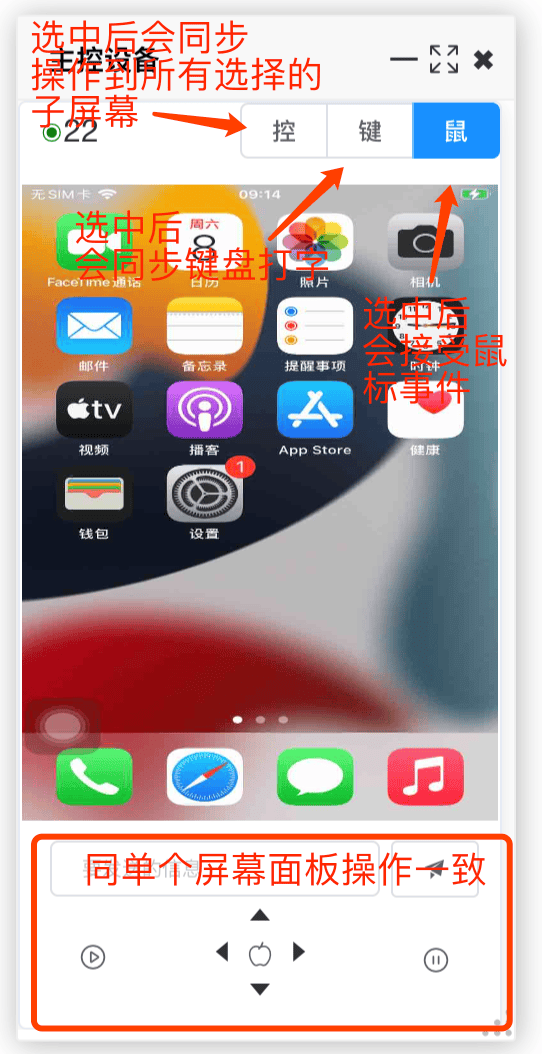 选中后会同步
主控设备
操作到所有选择的
子屏幕
22
控
键
鼠
无SIM卡
09:14
周六
8
选中后
会同步键盘打字
FaceTime通话
日历
照片
相机
选中后
会接受鼠
标事件
邮件
备忘录
提醒事项
时钟
tv
视频
播客
App Store
健康
1
钱包
设置
同单个屏幕面板操作一致